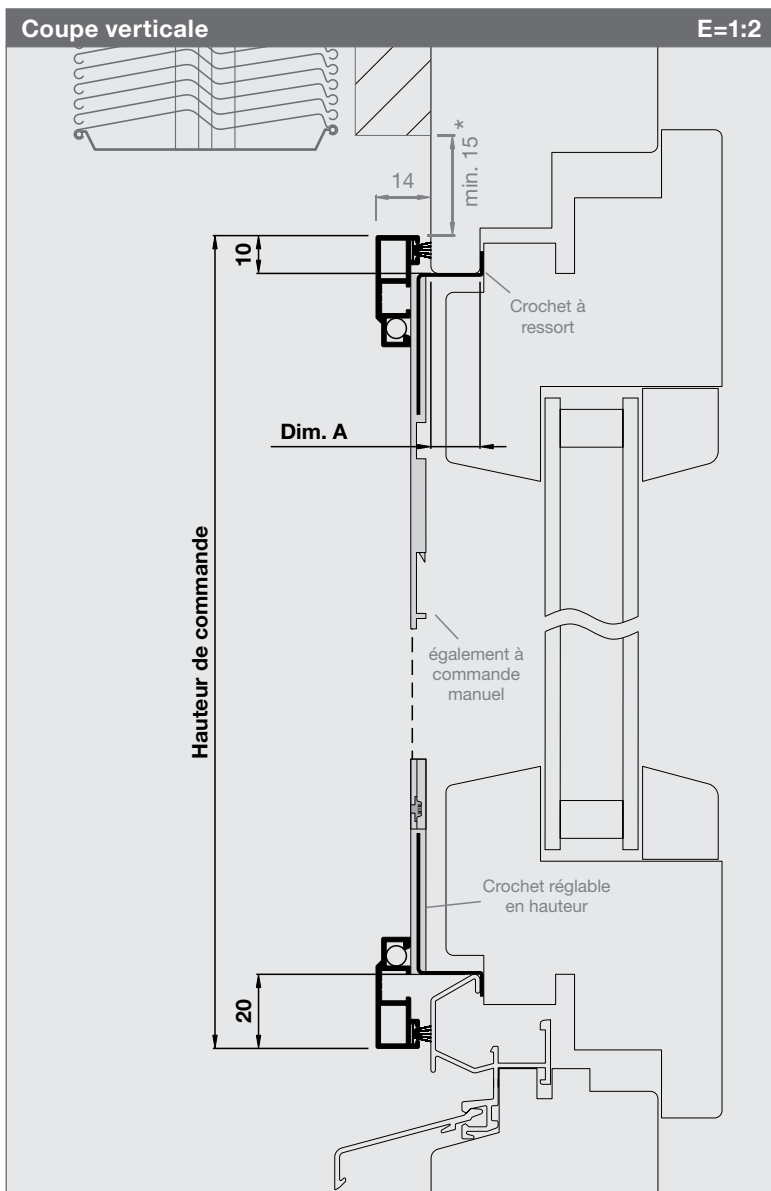 Coupe verticale E=1:2
min. 15*
14
10
Crochet à
ressort
Dim. A
Hauteur de commande
également à
commande
manuel
Crochet réglable
en hauteur
20